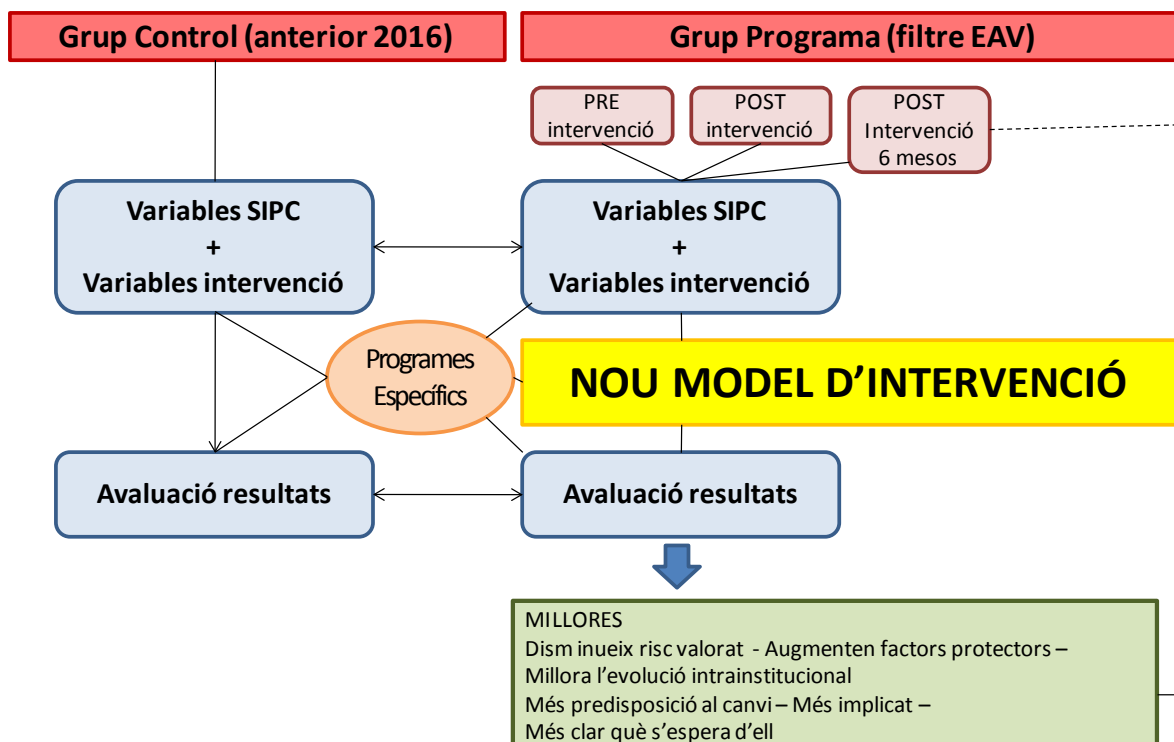 Grup Control (anterior 2016)
Grup Programa (filtre EAV)
PRE
intervenció
POST
intervenció
POST
Intervenció
6 mesos
Variables SIPC
+
Variables intervenció
Variables SIPC
+
Variables intervenció
Programes
Específics
NOU MODEL D’INTERVENCIÓ
Avaluació resultats
Avaluació resultats
MILLORES
Dism inueix risc valorat - Augmenten factors protectors –
Millora l’evolució intrainstitucional
Més predisposició al canvi – Més implicat –
Més clar què s’espera d’ell